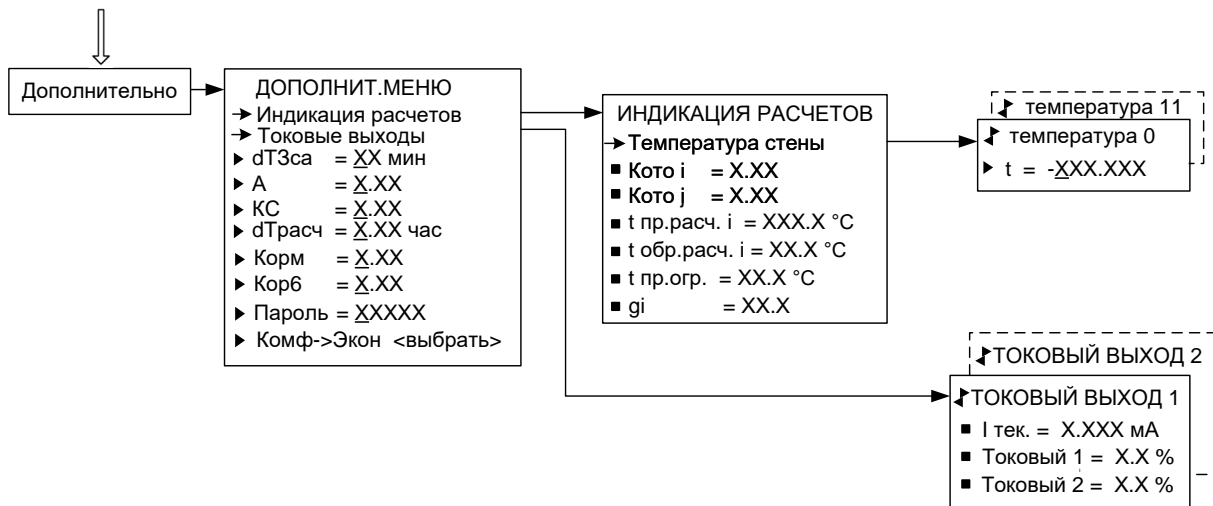 Дополнительно
ДОПОЛНИТ.МЕНЮ
Индикация расчетов
Токовые выходы
dTЗса = XX мин
А = X.XX
КС = X.XX
dTрасч = X.XX час
Корм = X.XX
Кор6 = X.XX
Пароль = XXXXX
Комф->Экон <выбрать>
ИНДИКАЦИЯ РАСЧЕТОВ
Температура стены
Кото i = X.XX
Кото j = X.XX
t пр.расч. i = XXX.X °C
t обр.расч. i = XX.X °C
t пр.огр. = XX.X °C
gi = XX.X
температура 11
температура 0
t = -XXX.XXX
ТОКОВЫЙ ВЫХОД 2
ТОКОВЫЙ ВЫХОД 1
I тек. = X.XXX мА
Токовый 1 = X.X %
Токовый 2 = X.X %